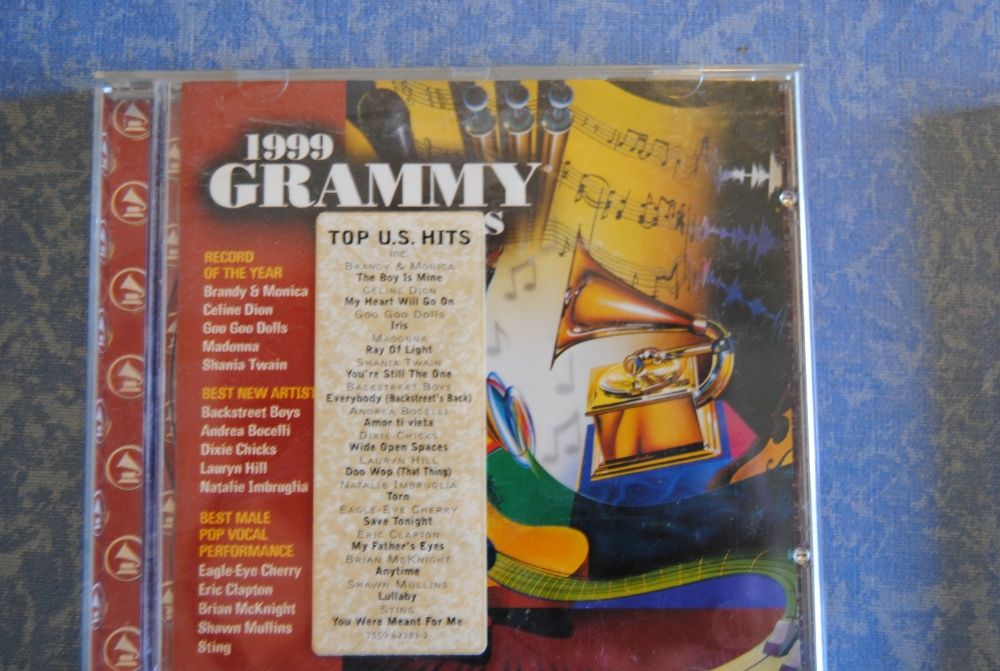 1999
GRAMMY
S
RECORD
OF THE YEAR
Brandy & Monica
Celine Dion
Goo Goo Dolls
Madonna
Shania Twain
BEST NEW ARTIST
Backstreet Boys
Andrea Bocelli
Dixie Chicks
Lauryn Hill
Natalie Imbruglia
BEST MALE
POP VOCAL
PERFORMANCE
Eagle-Eye Cherry
Eric Clapton
Brian McKnight
Shawn Mullins
Sting
TOP U.S. HITS
inc.
BRANDY & MONICA
The Boy Is Mine
CELINE DION
My Heart Will Go On
GOO GOO DOLLS
Iris
MADONNA
Ray Of Light
SHANIA TWAIN
You're Still The One
BACKSTREET BOYS
Everybody (Backstreet's Back)
ANDREA BOCELLI
Amor ti vieta
DIXIE CHICKS
Wide Open Spaces
LAURYN HILL
Doo Wop (That Thing)
NATALIE IMBRUGLIA
Torn
EAGLE-EYE CHERRY
Save Tonight
ERIC CLAPTON
My Father's Eyes
BRIAN MCKNIGHT
Anytime
SHAWN MULLINS
Lullaby
STING
You Were Meant For Me
7559-62381-2